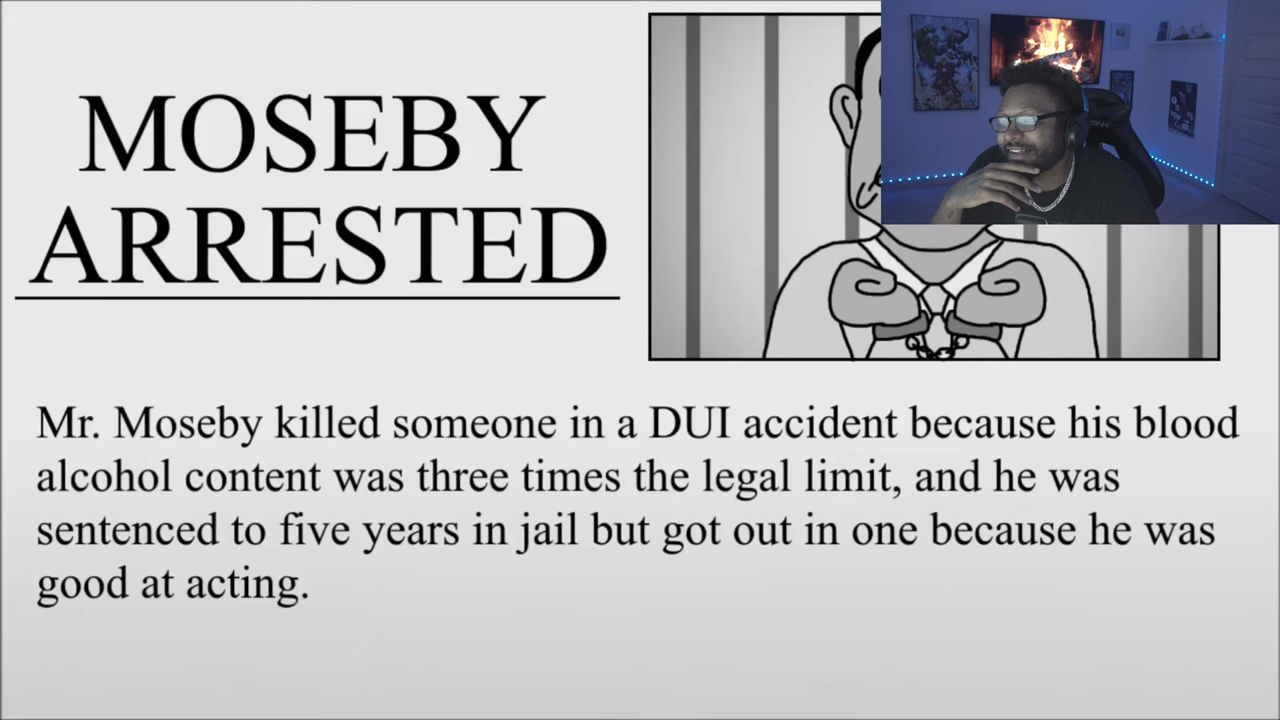 MOSEBY
ARRESTED
Mr. Moseby killed someone in a DUI accident because his blood
alcohol content was three times the legal limit, and he was
sentenced to five years in jail but got out in one because he was
good at acting.